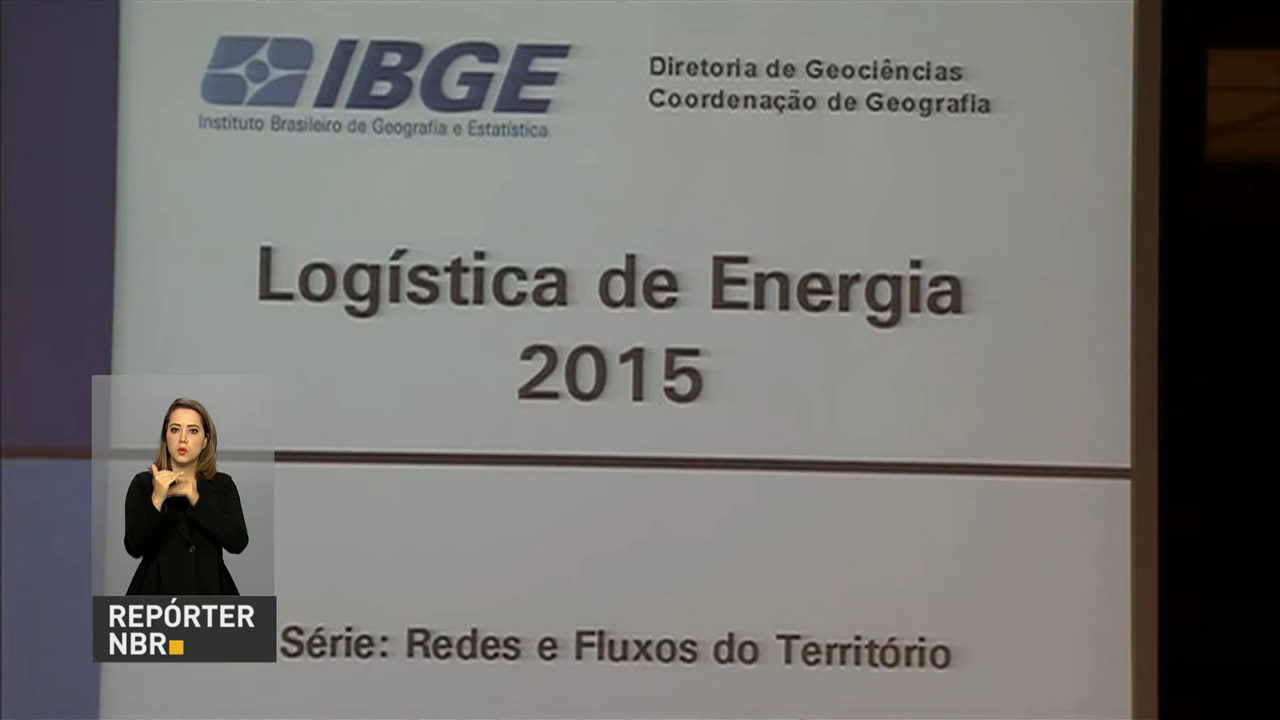 IBGE
Instituto Brasileiro de Geografia e Estatística
Diretoria de Geociências
Coordenação de Geografia
Logística de Energia
2015
Série: Redes e Fluxos do Território
REPÓRTER
NBR